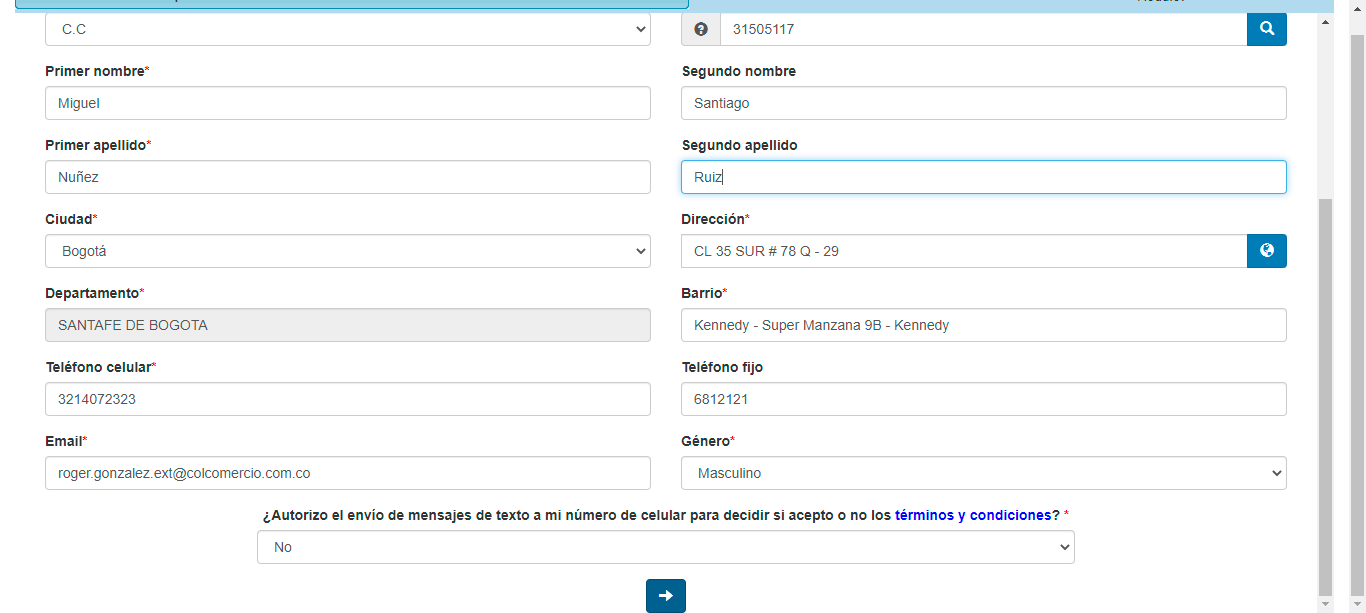 C.C
31505117
Primer nombre*
Segundo nombre
Miguel
Santiago
Primer apellido*
Segundo apellido
Nuñez
Ruiz
Ciudad*
Dirección*
Bogotá
CL 35 SUR # 78 Q - 29
Departamento*
Barrio*
SANTAFE DE BOGOTA
Kennedy - Super Manzana 9B - Kennedy
Teléfono celular*
Teléfono fijo
3214072323
6812121
Email*
Género*
roger.gonzalez.ext@colcomercio.com.co
Masculino
¿Autorizo el envío de mensajes de texto a mi número de celular para decidir si acepto o no los términos y condiciones? *
No